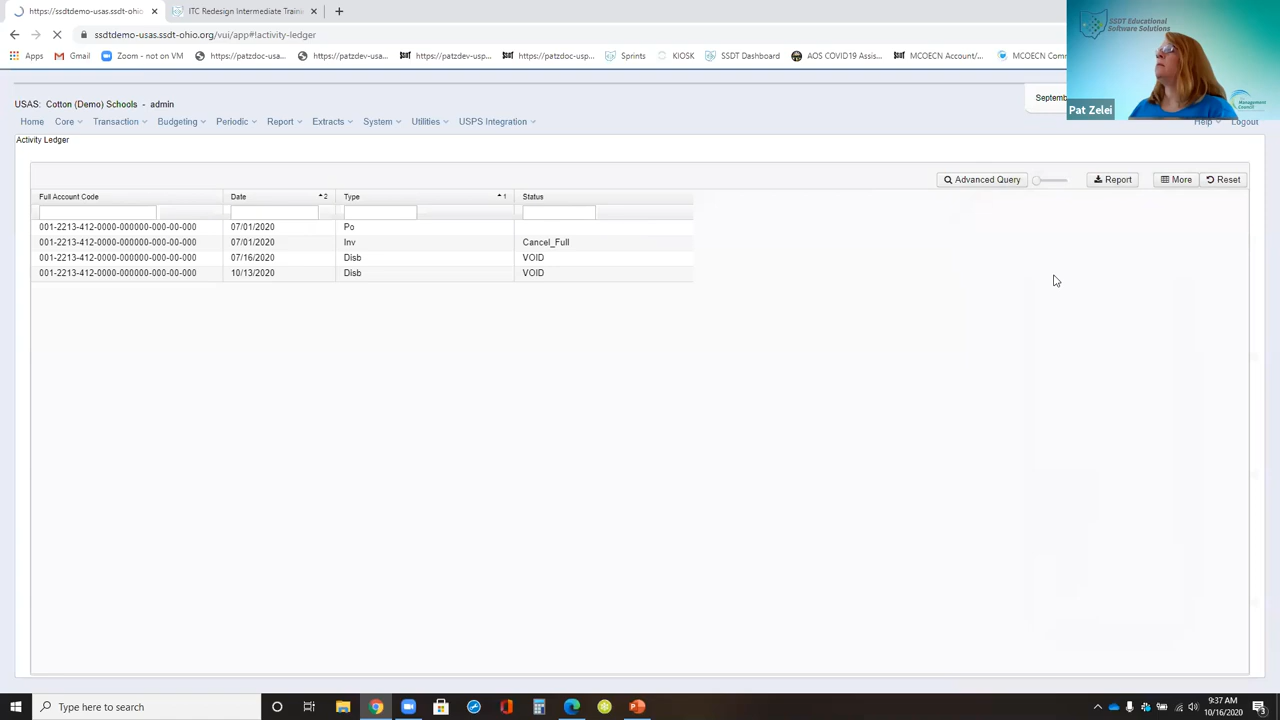 https://ssdtdemo-usas.ssdt-ohio
ITC Redesign Intermediate Traini
ssdtdemo-usas.ssdt-ohio.org/vui/app#!activity-ledger
Apps
Gmail
Zoom - not on VM
https://patzdoc-usa...
https://patzdev-usa...
https://patzdev-usp...
https://patzdoc-usp...
Sprints
KIOSK
SSDT Dashboard
AOS COVID19 Assis...
MCOECN Account/...
MCOECN Comm
SSDT Educational
Software Solutions
Management
Council
Pat Zelei
USAS: Cotton (Demo) Schools - admin
Septemb
Home Core Transaction Budgeting Periodic Report Extracts System Utilities USPS Integration
Help Logout
Activity Ledger
Advanced Query
Report
More
Reset
Full Account Code Date 2 Type 1 Status
001-2213-412-0000-000000-000-00-000 07/01/2020 Po
001-2213-412-0000-000000-000-00-000 07/01/2020 Inv Cancel_Full
001-2213-412-0000-000000-000-00-000 07/16/2020 Disb VOID
001-2213-412-0000-000000-000-00-000 10/13/2020 Disb VOID
Type here to search
9:37 AM
10/16/2020
3